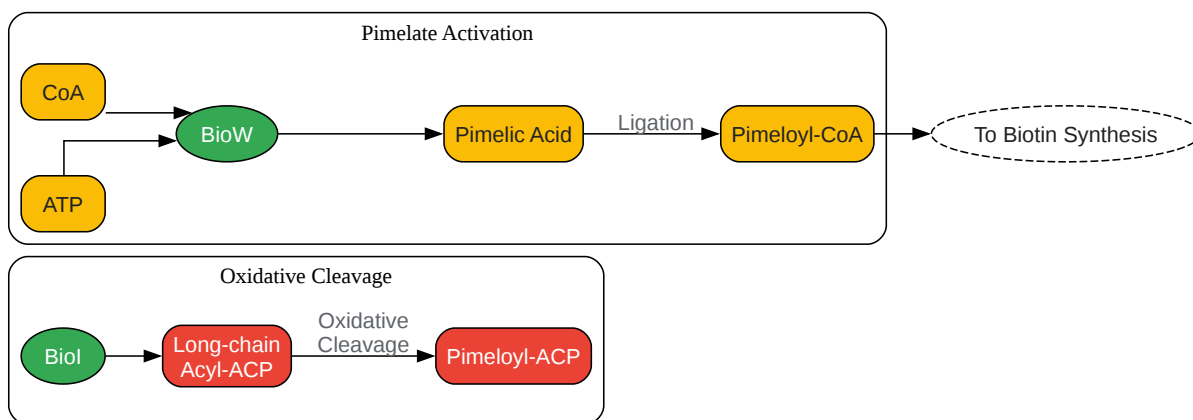 Pimelate Activation
CoA
BioW
Pimelic Acid
Ligation
Pimeloyl-CoA
To Biotin Synthesis
ATP
Oxidative Cleavage
BioI
Long-chain
Acyl-ACP
Oxidative
Cleavage
Pimeloyl-ACP